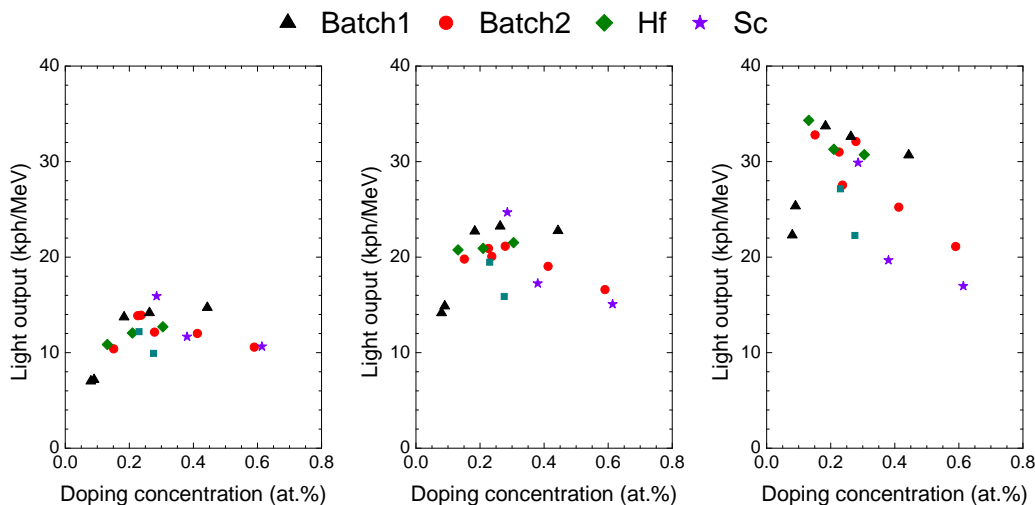 Batch1 Batch2 Hf Sc
40 40 40
30 30 30
20 20 20
10 10 10
0 0 0
0.0 0.2 0.4 0.6 0.8 0.0 0.2 0.4 0.6 0.8 0.0 0.2 0.4 0.6 0.8
Light output (kph/MeV)
Light ouput (kph/MeV)
Light output (kph/MeV)
Doping concentration (at.%) Doping concentration (at.%) Doping concentration (at.%)